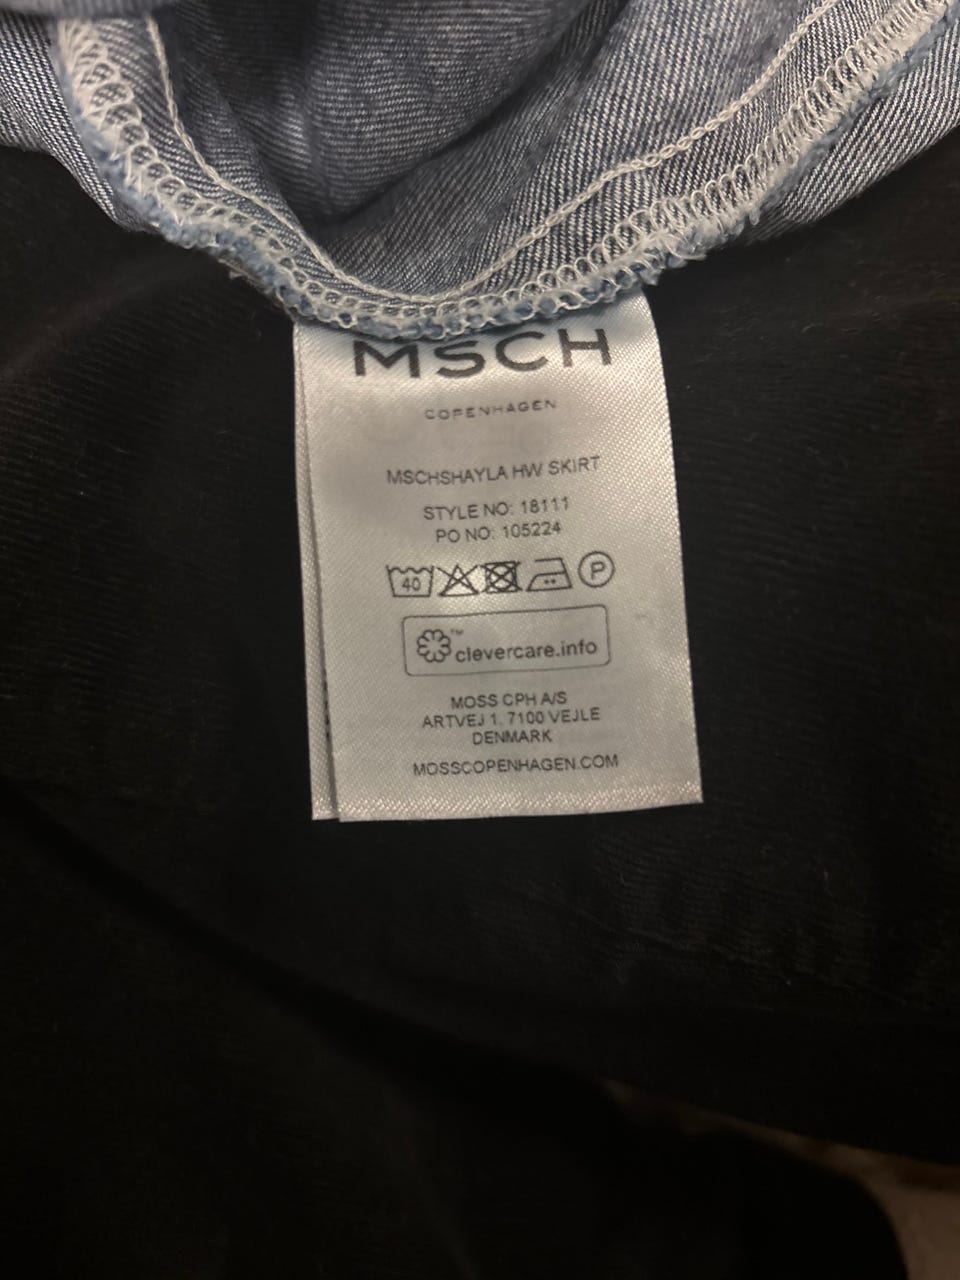 MSCH
COPENHAGEN
MSCHSHAYLA HW SKIRT
STYLE NO: 18111
PO NO: 105224
40 P
™ clevercare.info
MOSS CPH A/S
ARTVEJ 1. 7100 VEJLE
DENMARK
MOSSCOPENHAGEN.COM